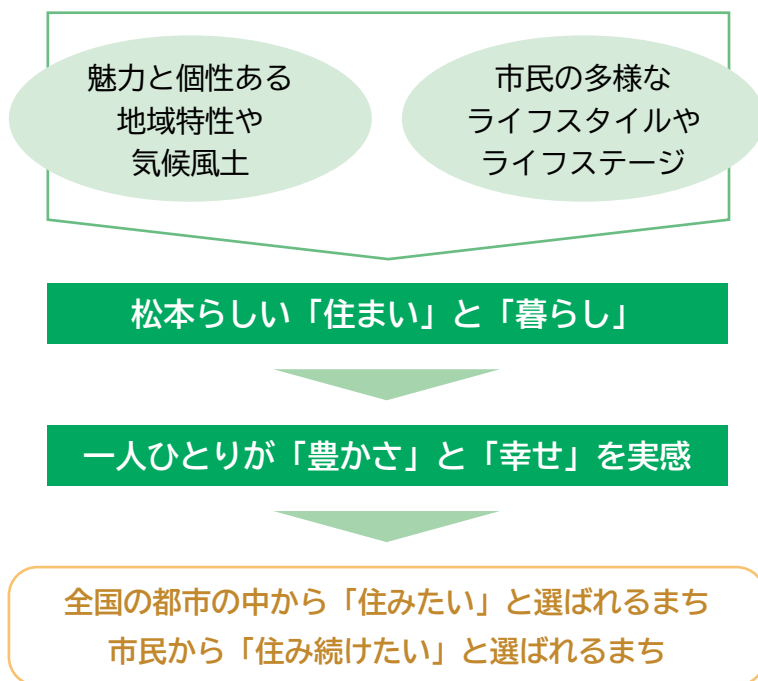 魅力と個性ある
地域特性や
気候風土
市民の多様な
ライフスタイルや
ライフステージ
松本らしい「住まい」と「暮らし」
一人ひとりが「豊かさ」と「幸せ」を実感
全国の都市の中から「住みたい」と選ばれるまち
市民から「住み続けたい」と選ばれるまち